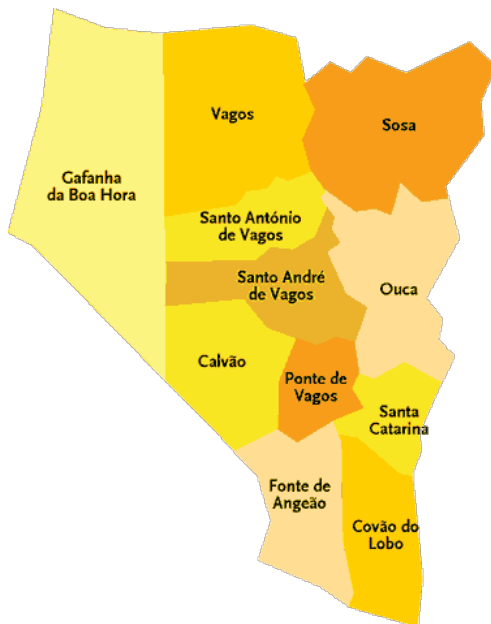 Vagos
Sosa
Gafanha
da Boa Hora
Santo António
de Vagos
Santo André
de Vagos
Ouca
Calvão
Ponte de
Vagos
Santa
Catarina
Fonte de
Angeão
Covão do
Lobo